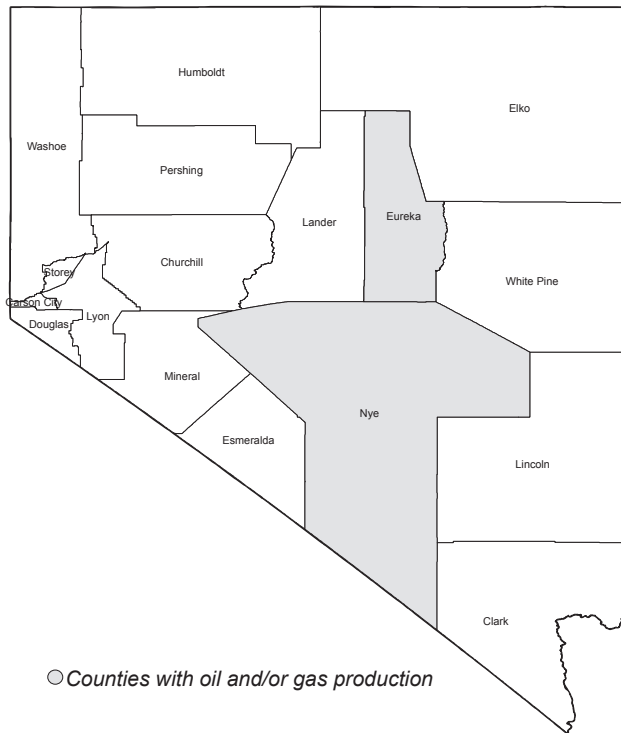 Humboldt
Elko
Washoe
Pershing
Lander
Eureka
Churchill
Storey
White Pine
Carson City
Lyon
Douglas
Mineral
Nye
Esmeralda
Lincoln
Clark
Counties with oil and/or gas production